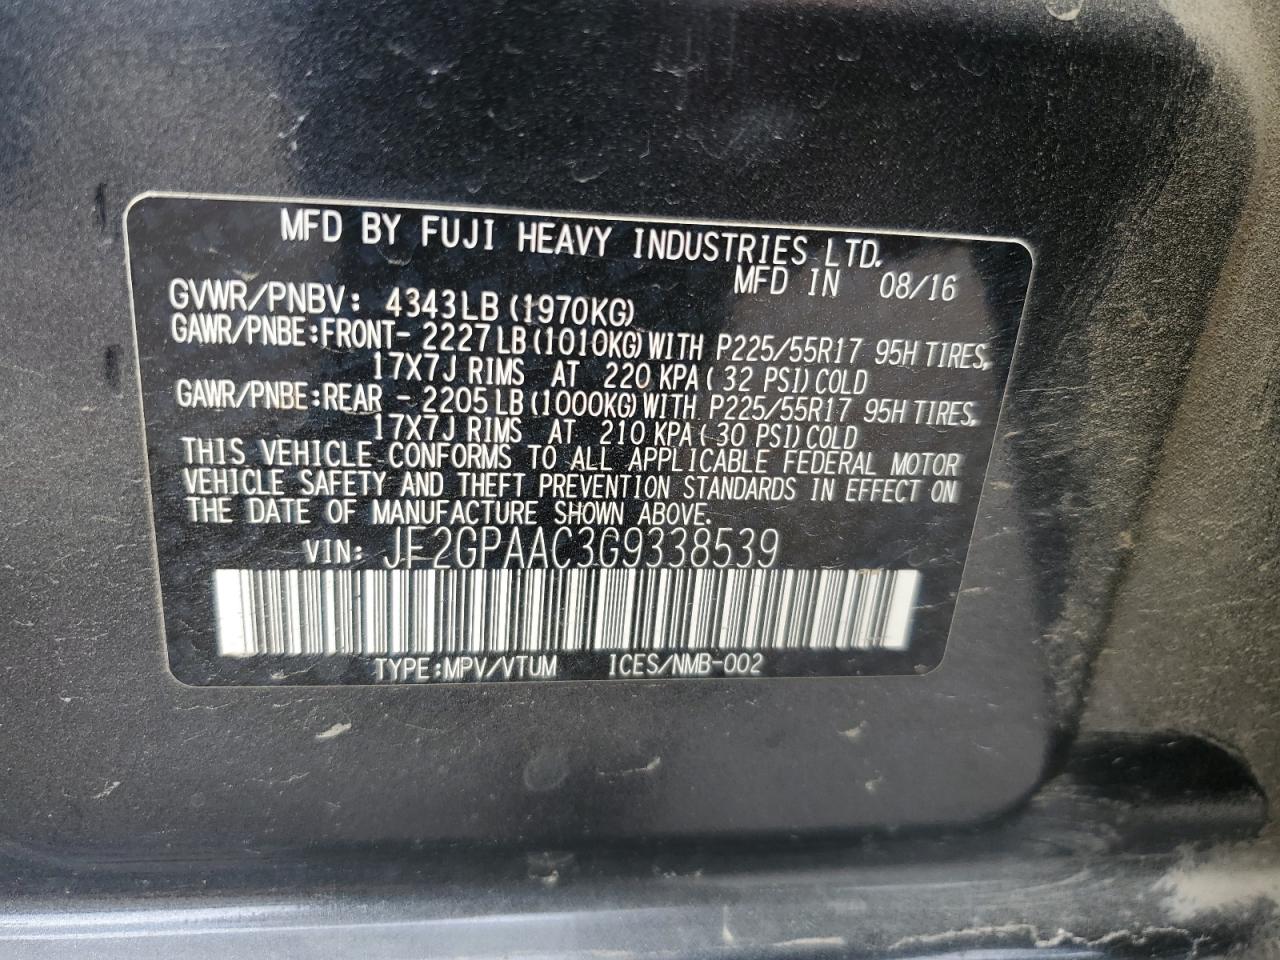 MFD BY FUJI HEAVY INDUSTRIES LTD.
MFD IN 08/16
GVWR/PNBV: 4343LB (1970KG)
GAWR/PNBE:FRONT- 2227LB(1010KG)WITH P225/55R17 95H TIRES,
17X7J RIMS AT 220 KPA( 32 PSI)COLD
GAWR/PNBE:REAR - 2205LB(1000KG)WITH P225/55R17 95H TIRES,
17X7J RIMS AT 210 KPA( 30 PSI)COLD
THIS VEHICLE CONFORMS TO ALL APPLICABLE FEDERAL MOTOR
VEHICLE SAFETY AND THEFT PREVENTION STANDARDS IN EFFECT ON
THE DATE OF MANUFACTURE SHOWN ABOVE.
VIN: JF2GPAAC3G9338539
TYPE:MPV/VTUM ICES/NMB-002